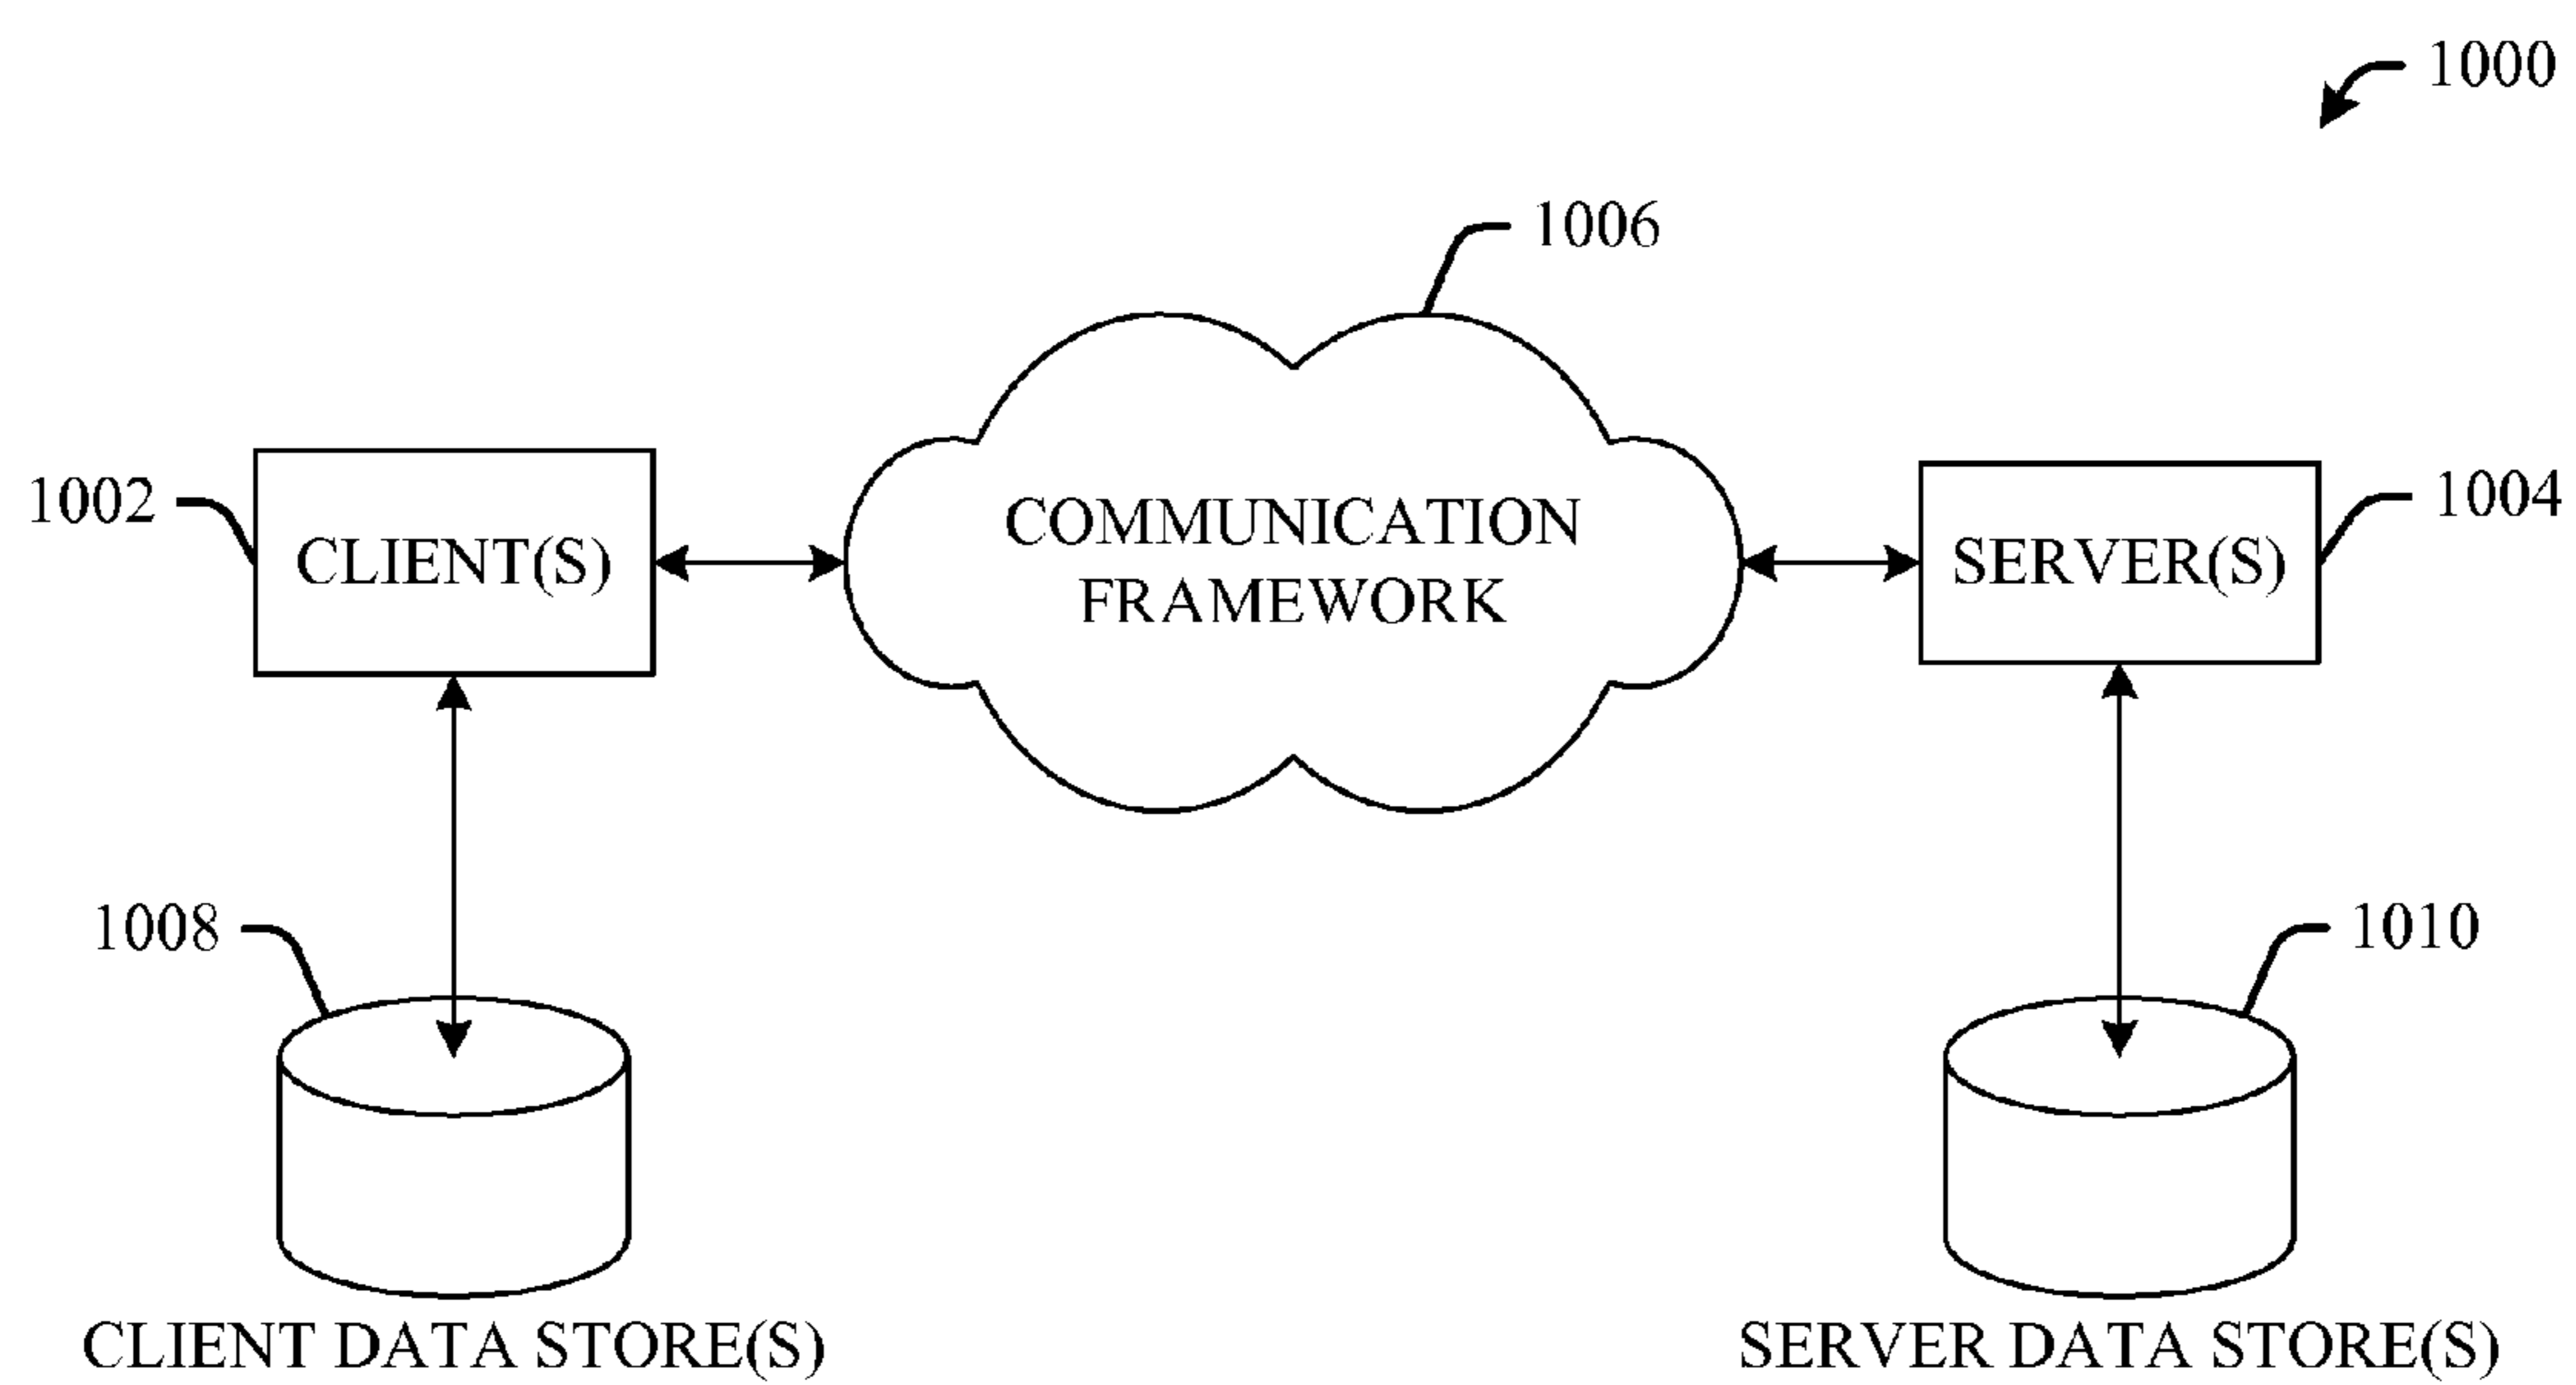 1000
1006
1002
CLIENT(S)
COMMUNICATION
FRAMEWORK
SERVER(S)
1004
1008
1010
CLIENT DATA STORE(S)
SERVER DATA STORE(S)